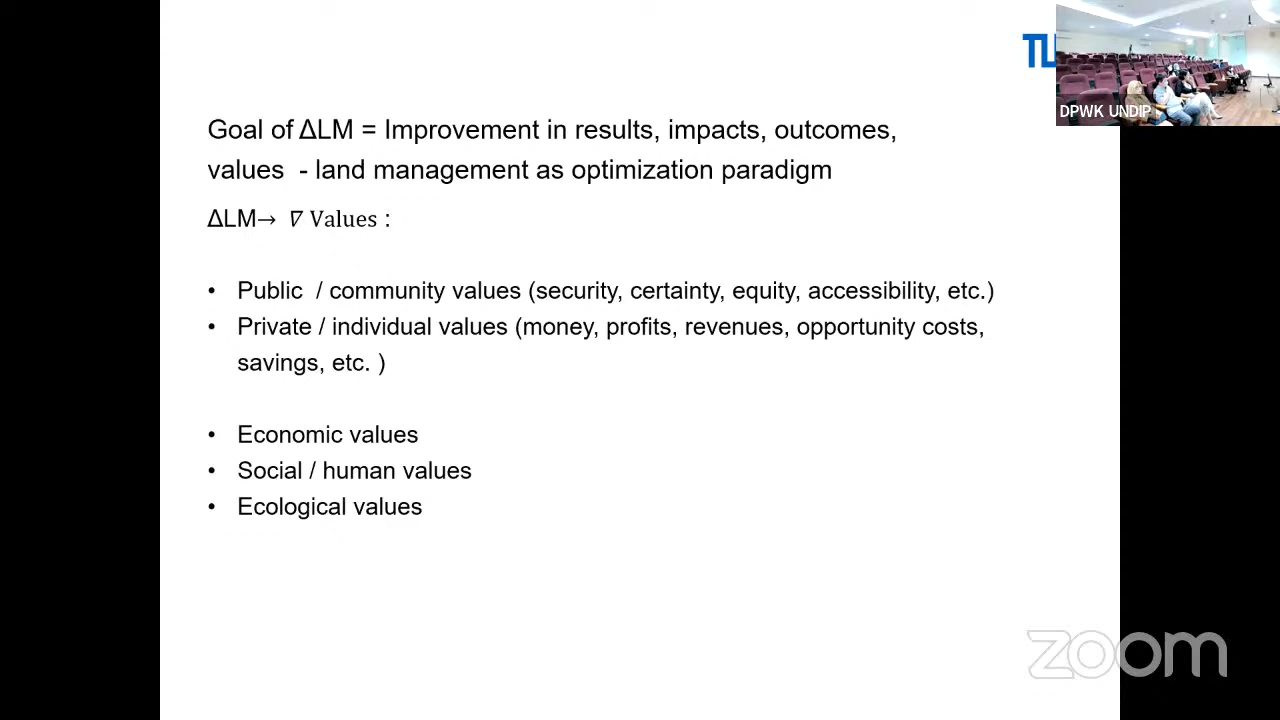 Goal of ΔLM = Improvement in results, impacts, outcomes,
values - land management as optimization paradigm
ΔLM→ ∇ Values :
• Public / community values (security, certainty, equity, accessibility, etc.)
• Private / individual values (money, profits, revenues, opportunity costs,
savings, etc. )
• Economic values
• Social / human values
• Ecological values
DPWK UNDIP
zoom